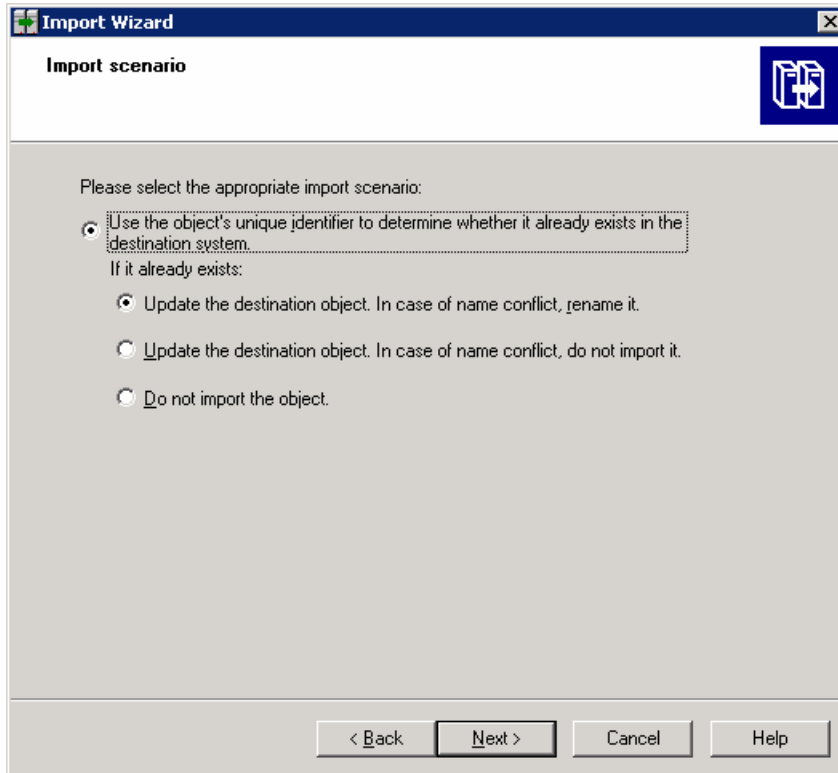 Import Wizard
Import scenario
Please select the appropriate import scenario:
Use the object's unique identifier to determine whether it already exists in the
destination system.
If it already exists:
Update the destination object. In case of name conflict, rename it.
Update the destination object. In case of name conflict, do not import it.
Do not import the object.
< Back Next > Cancel Help